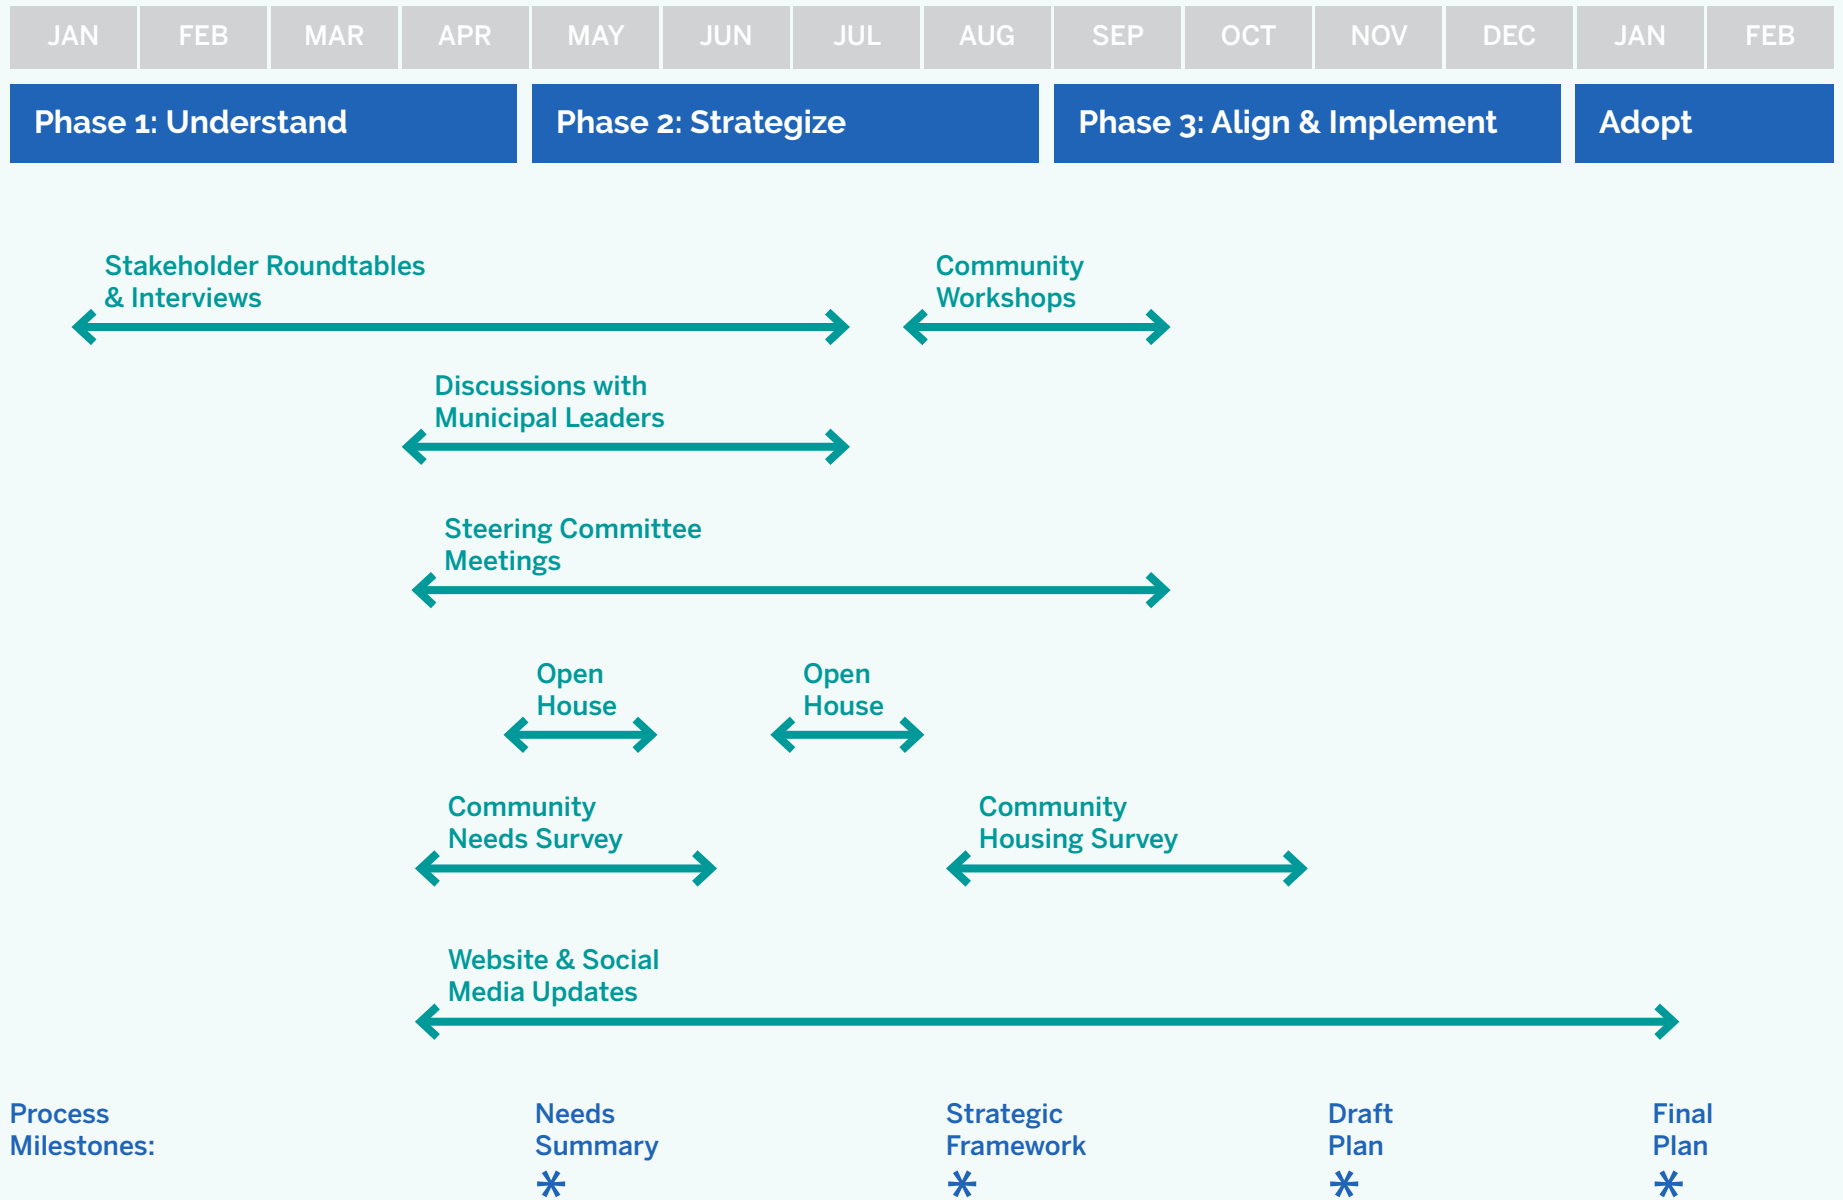 JAN FEB MAR APR MAY JUN JUL AUG SEP OCT NOV DEC JAN FEB
Phase 1: Understand
Phase 2: Strategize
Phase 3: Align & Implement
Adopt
Stakeholder Roundtables
& Interviews
Community
Workshops
Discussions with
Municipal Leaders
Steering Committee
Meetings
Open
House
Open
House
Community
Needs Survey
Community
Housing Survey
Website & Social
Media Updates
Process
Milestones:
Needs
Summary
Strategic
Framework
Draft
Plan
Final
Plan